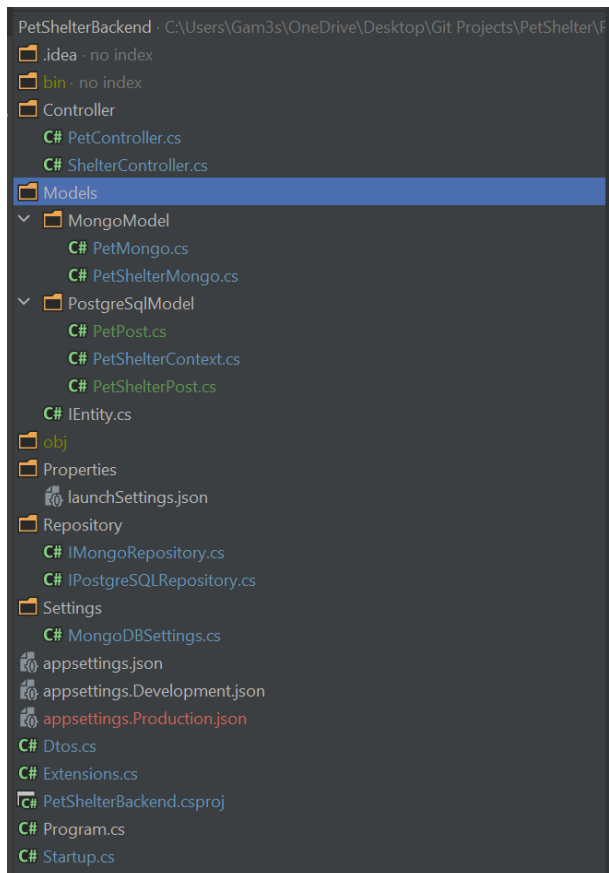 PetShelterBackend · C:\Users\Gam3s\OneDrive\Desktop\Git Projects\PetShelter\
.idea · no index
bin · no index
Controller
C# PetController.cs
C# ShelterController.cs
Models
MongoModel
C# PetMongo.cs
C# PetShelterMongo.cs
PostgreSqlModel
C# PetPost.cs
C# PetShelterContext.cs
C# PetShelterPost.cs
C# IEntity.cs
obj
Properties
launchSettings.json
Repository
C# IMongoRepository.cs
C# IPostgreSQLRepository.cs
Settings
C# MongoDBSettings.cs
appsettings.json
appsettings.Development.json
appsettings.Production.json
C# Dtos.cs
C# Extensions.cs
C# PetShelterBackend.csproj
C# Program.cs
C# Startup.cs